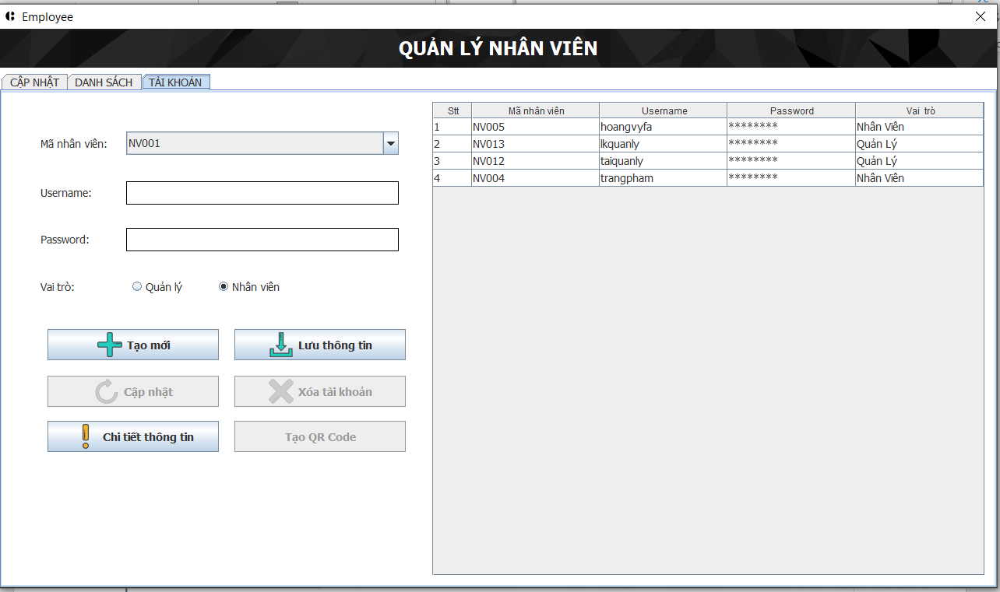 Employee
QUẢN LÝ NHÂN VIÊN
CẬP NHẬT DANH SÁCH TÀI KHOẢN
Mã nhân viên: NV001
Username:
Password:
Vai trò: Quản lý Nhân viên
Tạo mới Lưu thông tin
Cập nhật Xóa tài khoản
Chi tiết thông tin Tạo QR Code
Stt Mã nhân viên Username Password Vai trò
1 NV005 hoangvyfa ******** Nhân Viên
2 NV013 lkquanly ******** Quản Lý
3 NV012 taiquanly ******** Quản Lý
4 NV004 trangpham ******** Nhân Viên